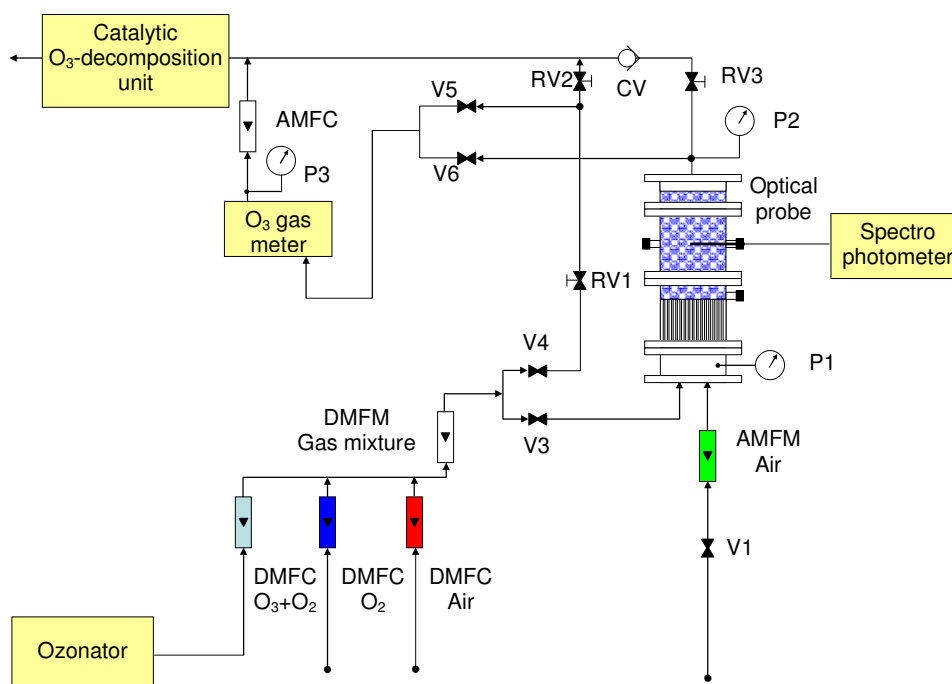 Catalytic
O3-decomposition
unit
RV2
CV
RV3
V5
AMFC
P2
P3
V6
Optical
probe
O3 gas
meter
Spectro
photometer
RV1
V4
P1
DMFM
Gas mixture
V3
AMFM
Air
V1
DMFC
O3+O2
DMFC
O2
DMFC
Air
Ozonator